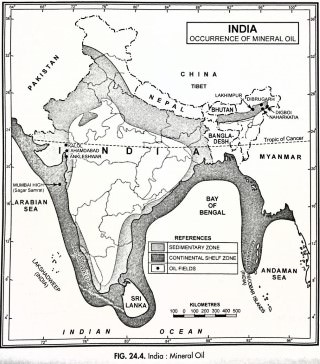 INDIA
OCCURRENCE OF MINERAL OIL
PAKISTAN
CHINA
TIBET
NEPAL
LAKHIMPUR
DIBRUGARH
BHUTAN
DIGBOI
NAHARKATIA
BANGLA-
DESH
Tropic of Cancer
INDIA
AHAMDABAD
ANKLESHWAR
MYANMAR
MUMBAI HIGH
(Sagar Samrat)
ARABIAN
SEA
BAY
OF
BENGAL
REFERENCES
SEDIMENTARY ZONE
CONTINENTAL SHELF ZONE
OIL FIELDS
LAKSHADWEEP
(INDIA)
SRI
LANKA
KILOMETRES
100 0 100 200 300 400 500
ANDAMAN
SEA
INDIAN OCEAN
FIG. 24.4. India : Mineral Oil